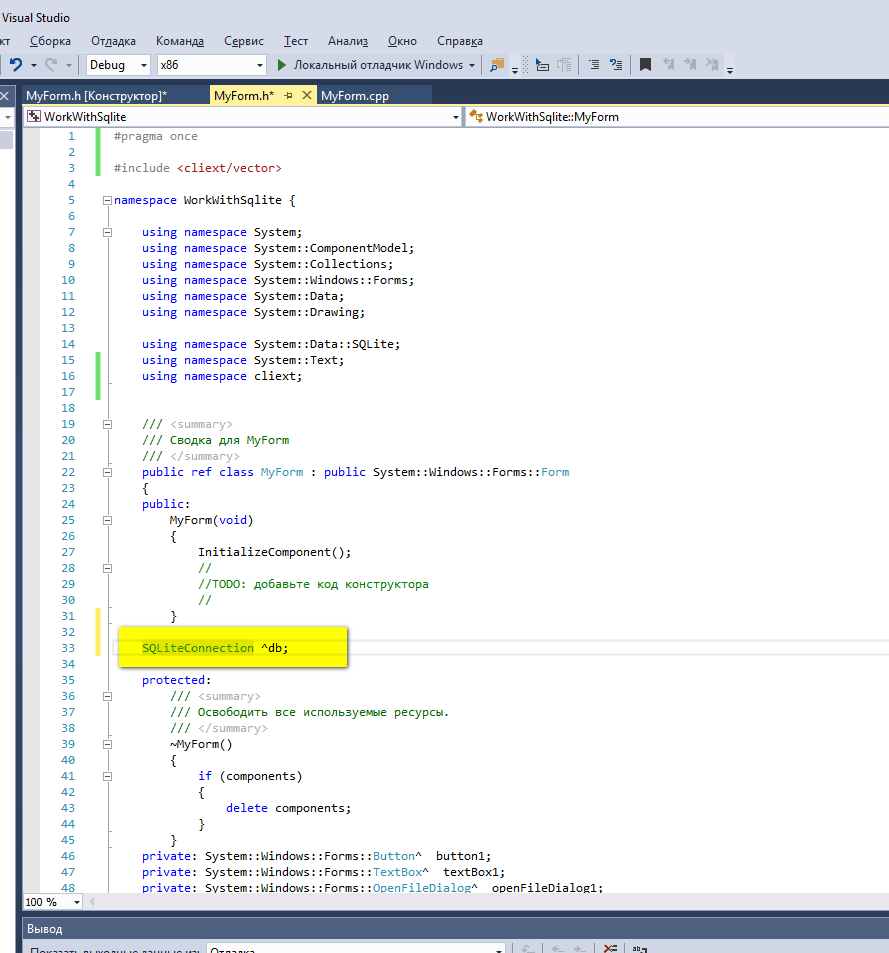 Visual Studio
кт Сборка Отладка Команда Сервис Тест Анализ Окно Справка
Debug x86 Локальный отладчик Windows
MyForm.h [Конструктор]* MyForm.h* MyForm.cpp
WorkWithSqlite WorkWithSqlite::MyForm
1 #pragma once
2
3 #include <cliext/vector>
4
5 namespace WorkWithSqlite {
6
7 using namespace System;
8 using namespace System::ComponentModel;
9 using namespace System::Collections;
10 using namespace System::Windows::Forms;
11 using namespace System::Data;
12 using namespace System::Drawing;
13
14 using namespace System::Data::SQLite;
15 using namespace System::Text;
16 using namespace cliext;
17
18
19 /// <summary>
20 /// Сводка для MyForm
21 /// </summary>
22 public ref class MyForm : public System::Windows::Forms::Form
23 {
24 public:
25 MyForm(void)
26 {
27 InitializeComponent();
28 //
29 //TODO: добавьте код конструктора
30 //
31 }
32
33 SQLiteConnection ^db;
34
35 protected:
36 /// <summary>
37 /// Освободить все используемые ресурсы.
38 /// </summary>
39 ~MyForm()
40 {
41 if (components)
42 {
43 delete components;
44 }
45 }
46 private: System::Windows::Forms::Button^ button1;
47 private: System::Windows::Forms::TextBox^ textBox1;
48 private: System::Windows::Forms::OpenFileDialog^ openFileDialog1;
100 %
Вывод
Показать выходные данные из: Отладка